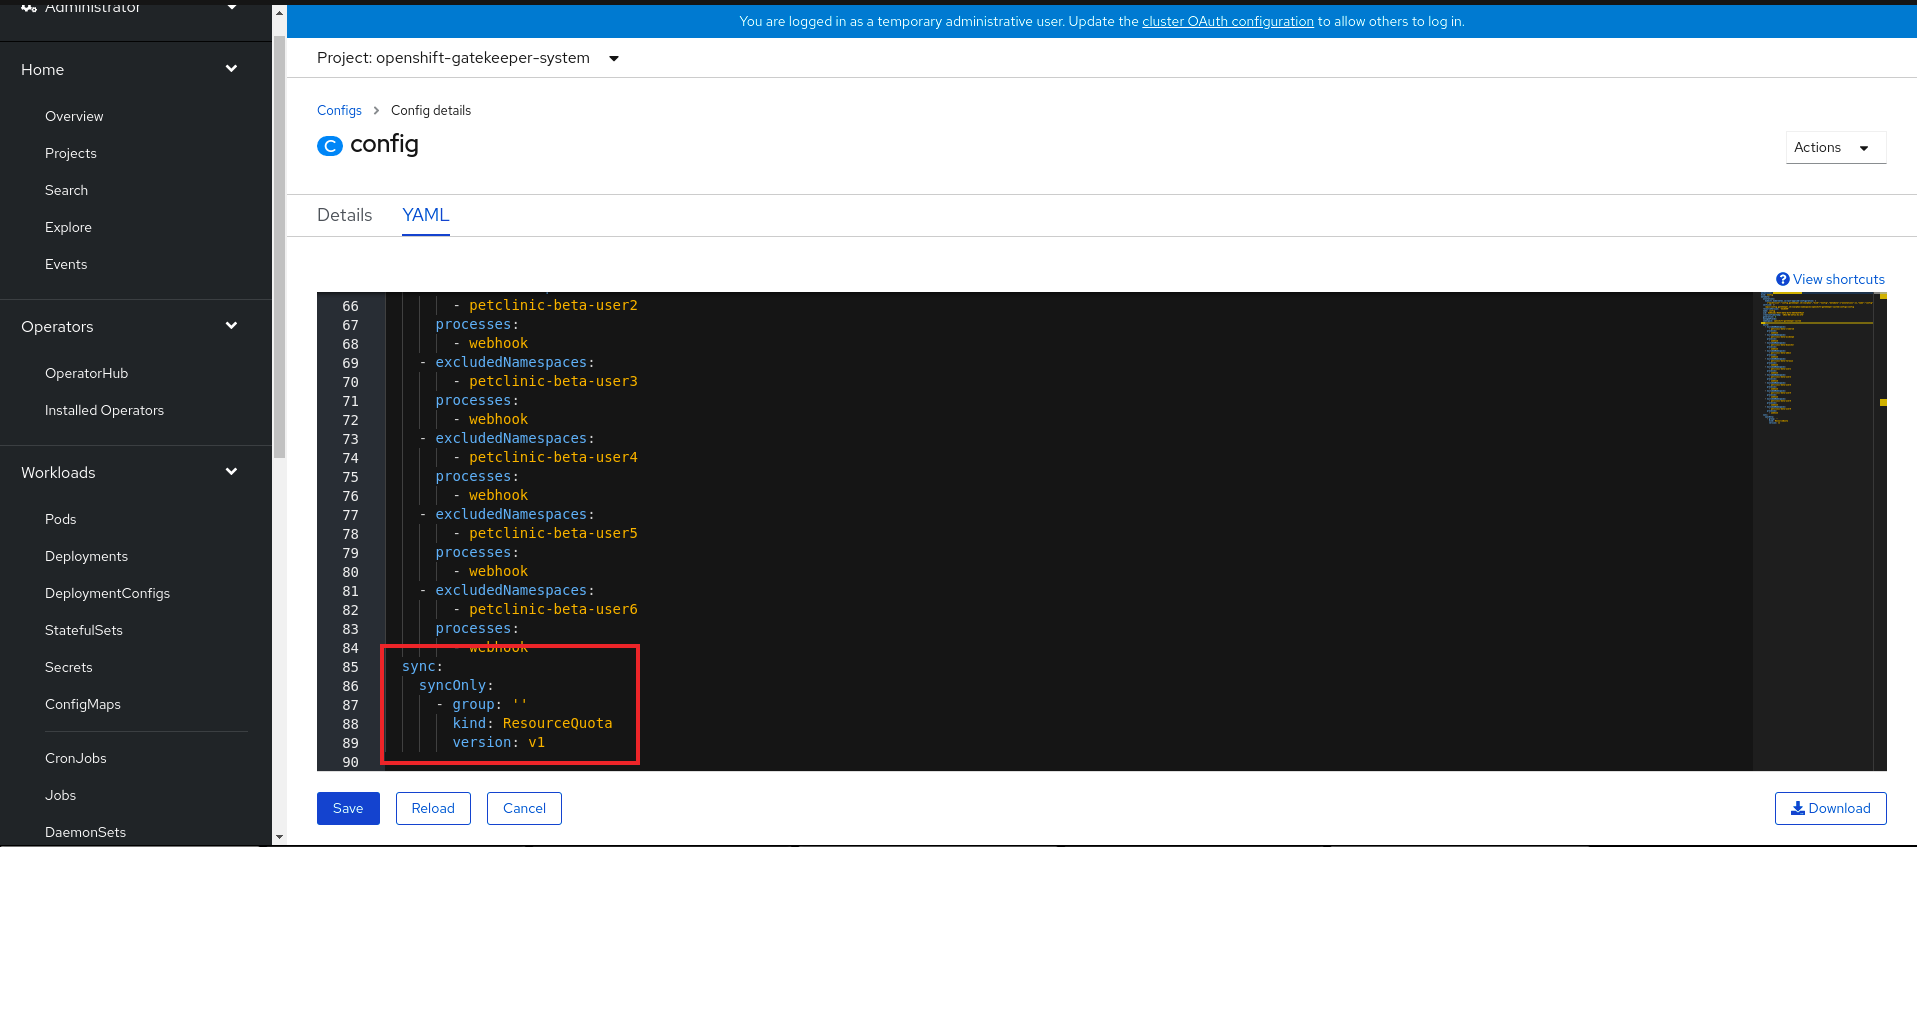 Administrator
Home
Overview
Projects
Search
Explore
Events
Operators
OperatorHub
Installed Operators
Workloads
Pods
Deployments
DeploymentConfigs
StatefulSets
Secrets
ConfigMaps
CronJobs
Jobs
DaemonSets
You are logged in as a temporary administrative user. Update the cluster OAuth configuration to allow others to log in.
Project: openshift-gatekeeper-system
Configs > Config details
C config
Actions
Details YAML
View shortcuts
66 - petclinic-beta-user2
67 processes:
68 - webhook
69 - excludedNamespaces:
70 - petclinic-beta-user3
71 processes:
72 - webhook
73 - excludedNamespaces:
74 - petclinic-beta-user4
75 processes:
76 - webhook
77 - excludedNamespaces:
78 - petclinic-beta-user5
79 processes:
80 - webhook
81 - excludedNamespaces:
82 - petclinic-beta-user6
83 processes:
84 - webhook
85 sync:
86 syncOnly:
87 - group: ''
88 kind: ResourceQuota
89 version: v1
90
Save Reload Cancel Download